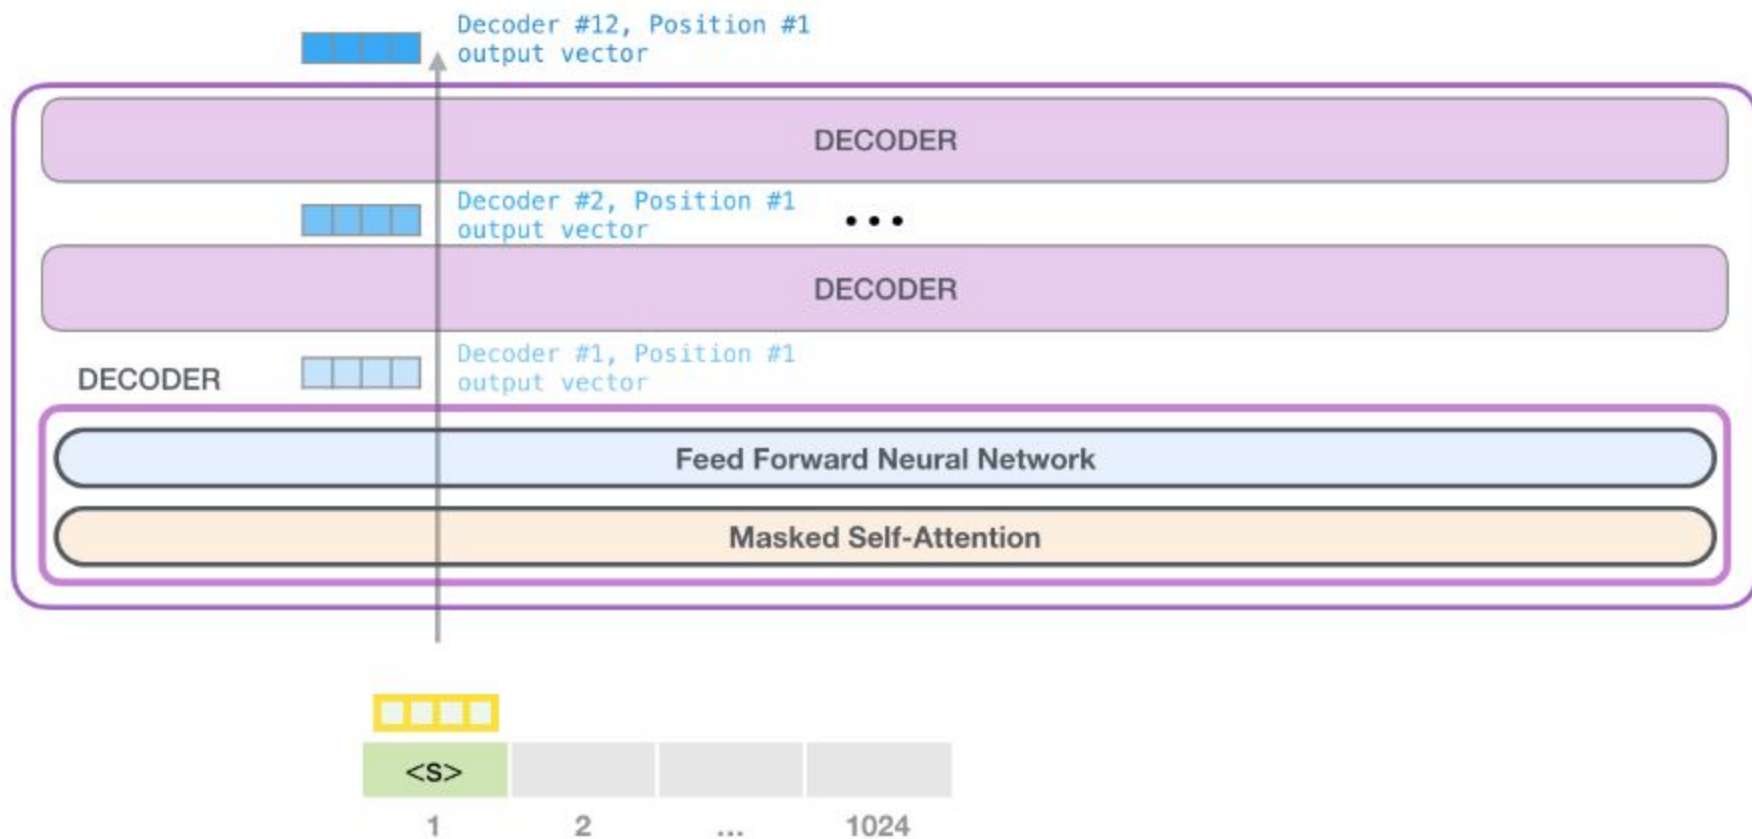 Decoder #12, Position #1
output vector
DECODER
Decoder #2, Position #1
output vector
...
DECODER
Decoder #1, Position #1
output vector
DECODER
Feed Forward Neural Network
Masked Self-Attention
<S>
1 2 ... 1024